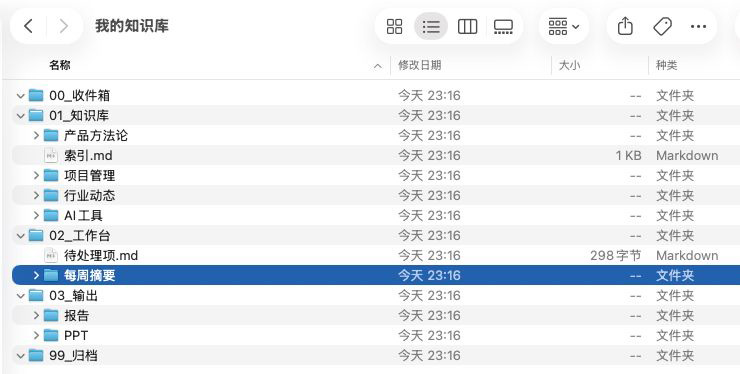 我的知识库
名称 修改日期 大小 种类
00_收件箱 今天 23:16 -- 文件夹
01_知识库 今天 23:16 -- 文件夹
产品方法论 今天 23:16 -- 文件夹
索引.md 今天 23:16 1 KB Markdown
项目管理 今天 23:16 -- 文件夹
行业动态 今天 23:16 -- 文件夹
AI工具 今天 23:16 -- 文件夹
02_工作台 今天 23:16 -- 文件夹
待处理项.md 今天 23:16 298字节 Markdown
每周摘要 今天 23:16 -- 文件夹
03_输出 今天 23:16 -- 文件夹
报告 今天 23:16 -- 文件夹
PPT 今天 23:16 -- 文件夹
99_归档 今天 23:16 -- 文件夹